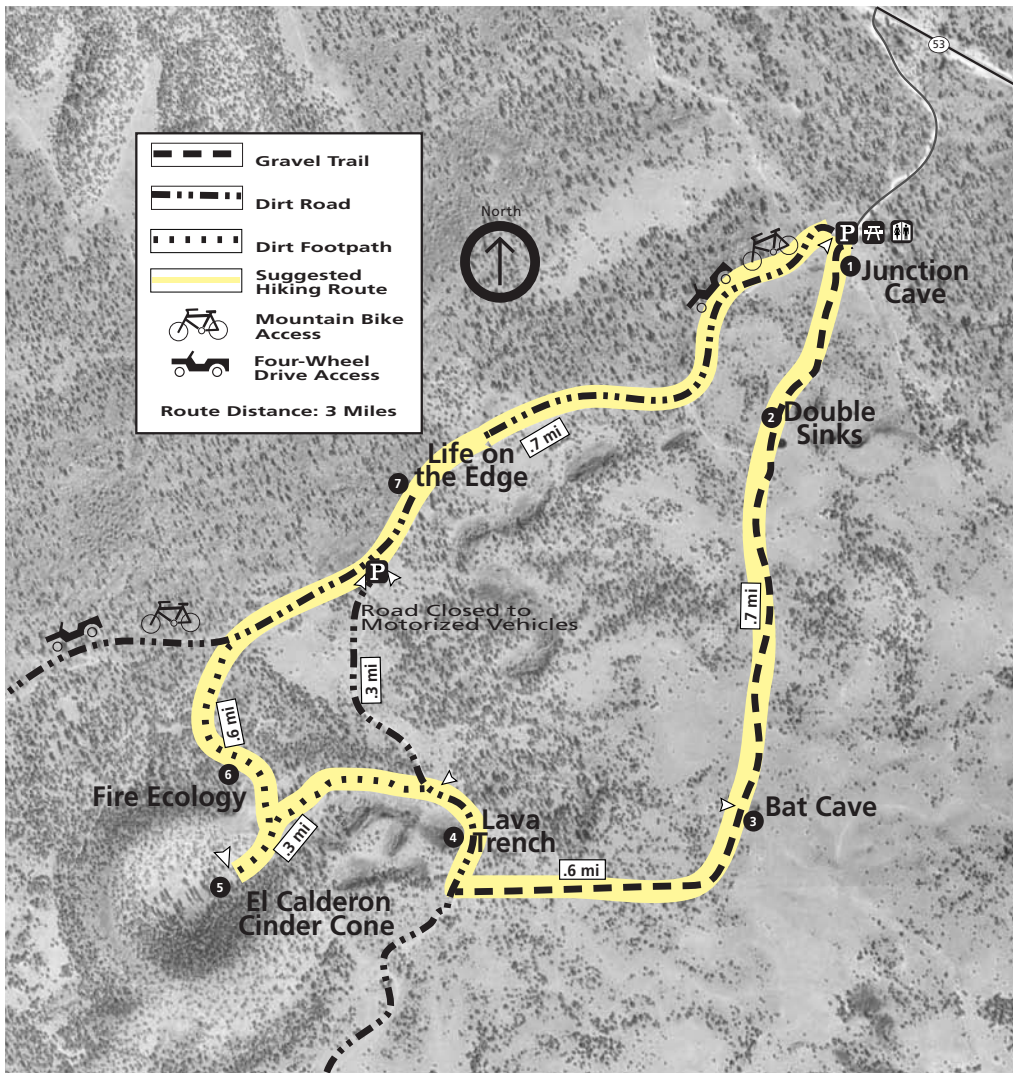 53
Gravel Trail
Dirt Road
Dirt Footpath
Suggested
Hiking Route
Mountain Bike
Access
Four-Wheel
Drive Access
Route Distance: 3 Miles
North
P
1
Junction
Cave
2
Double
Sinks
.7 mi
Life on
the Edge
7
P
Road Closed to
Motorized Vehicles
.7 mi
.3 mi
.6 mi
6
Fire Ecology
3
Bat Cave
4
Lava
Trench
.3 mi
.6 mi
5
El Calderon
Cinder Cone